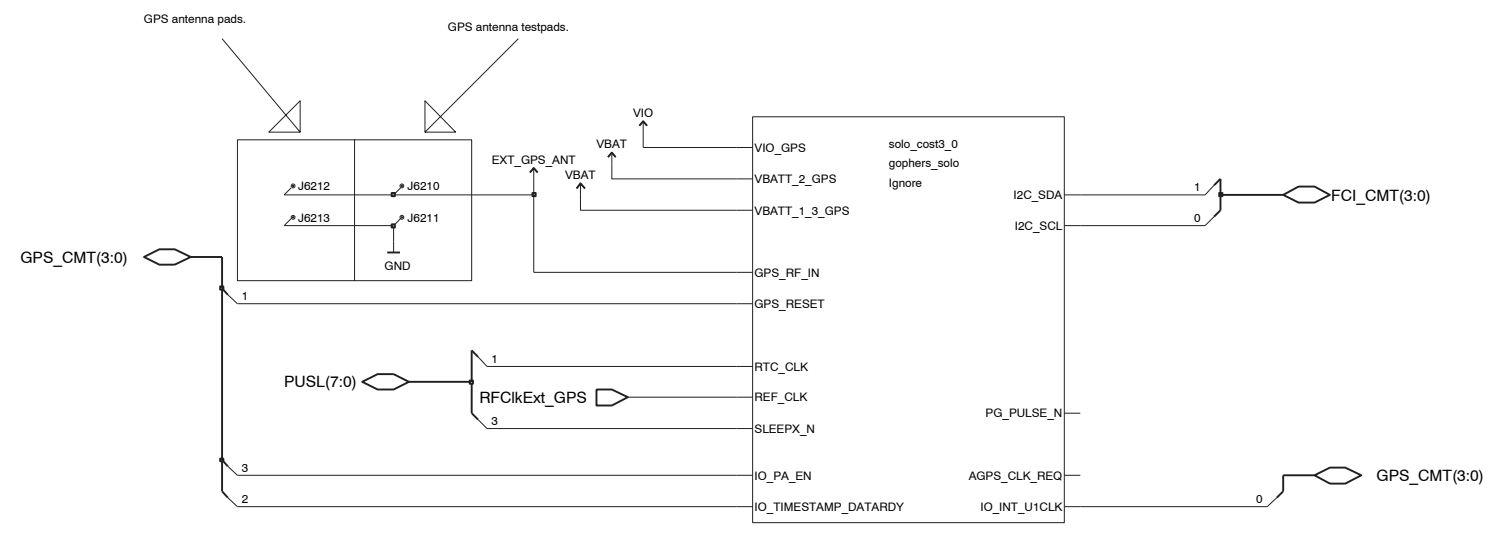 GPS antenna pads.
GPS antenna testpads.
VIO
VBAT
EXT_GPS_ANT
VBAT
VIO_GPS
VBATT_2_GPS
VBATT_1_3_GPS
solo_cost3_0
gophers_solo
Ignore
J6212
J6210
J6213
J6211
GND
I2C_SDA
1
I2C_SCL
0
FCI_CMT(3:0)
GPS_CMT(3:0)
GPS_RF_IN
1
GPS_RESET
PUSL(7:0)
1
RTC_CLK
RFClkExt_GPS
REF_CLK
3
SLEEPX_N
PG_PULSE_N
3
IO_PA_EN
AGPS_CLK_REQ
GPS_CMT(3:0)
2
IO_TIMESTAMP_DATARDY
IO_INT_U1CLK
0